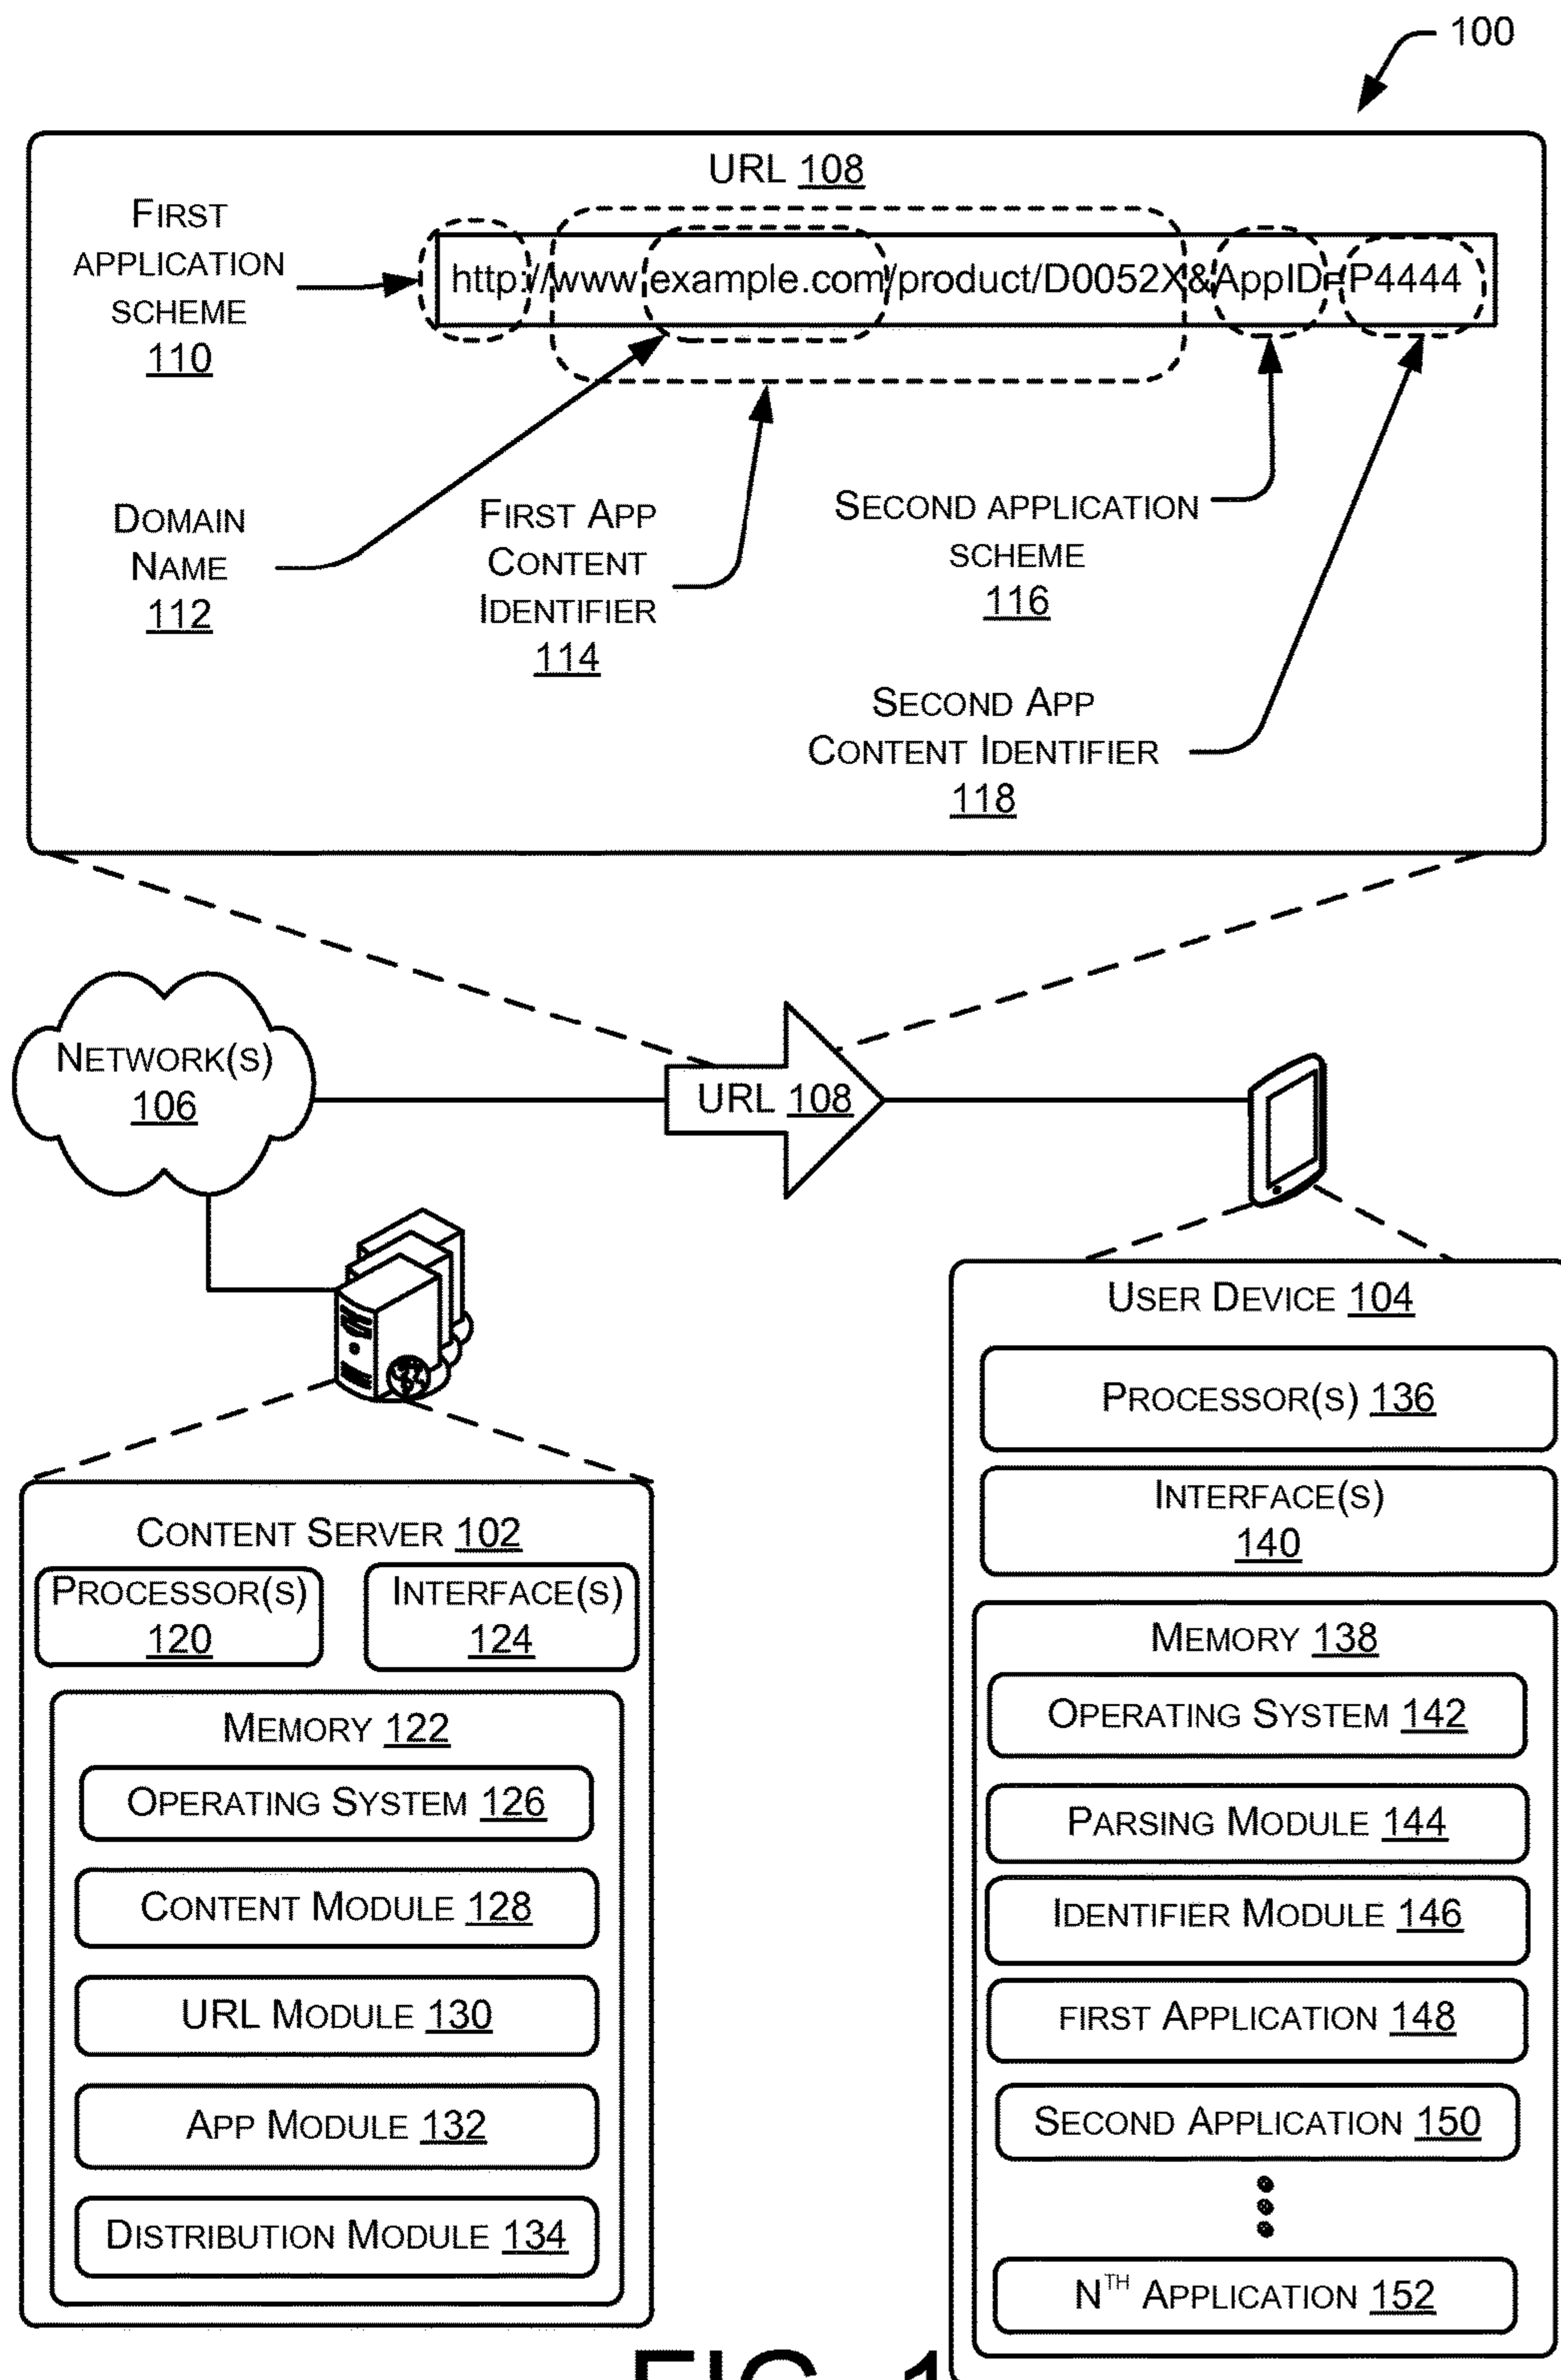 100
URL 108
FIRST
APPLICATION
SCHEME
110
http://www.example.com/product/D0052X&AppID=P4444
DOMAIN
NAME
112
FIRST APP
CONTENT
IDENTIFIER
114
SECOND APPLICATION
SCHEME
116
SECOND APP
CONTENT IDENTIFIER
118
NETWORK(S)
106
URL 108
USER DEVICE 104
PROCESSOR(S) 136
INTERFACE(S)
140
MEMORY 138
OPERATING SYSTEM 142
PARSING MODULE 144
IDENTIFIER MODULE 146
FIRST APPLICATION 148
SECOND APPLICATION 150
NTH APPLICATION 152
CONTENT SERVER 102
PROCESSOR(S)
120
INTERFACE(S)
124
MEMORY 122
OPERATING SYSTEM 126
CONTENT MODULE 128
URL MODULE 130
APP MODULE 132
DISTRIBUTION MODULE 134
FIG. 1